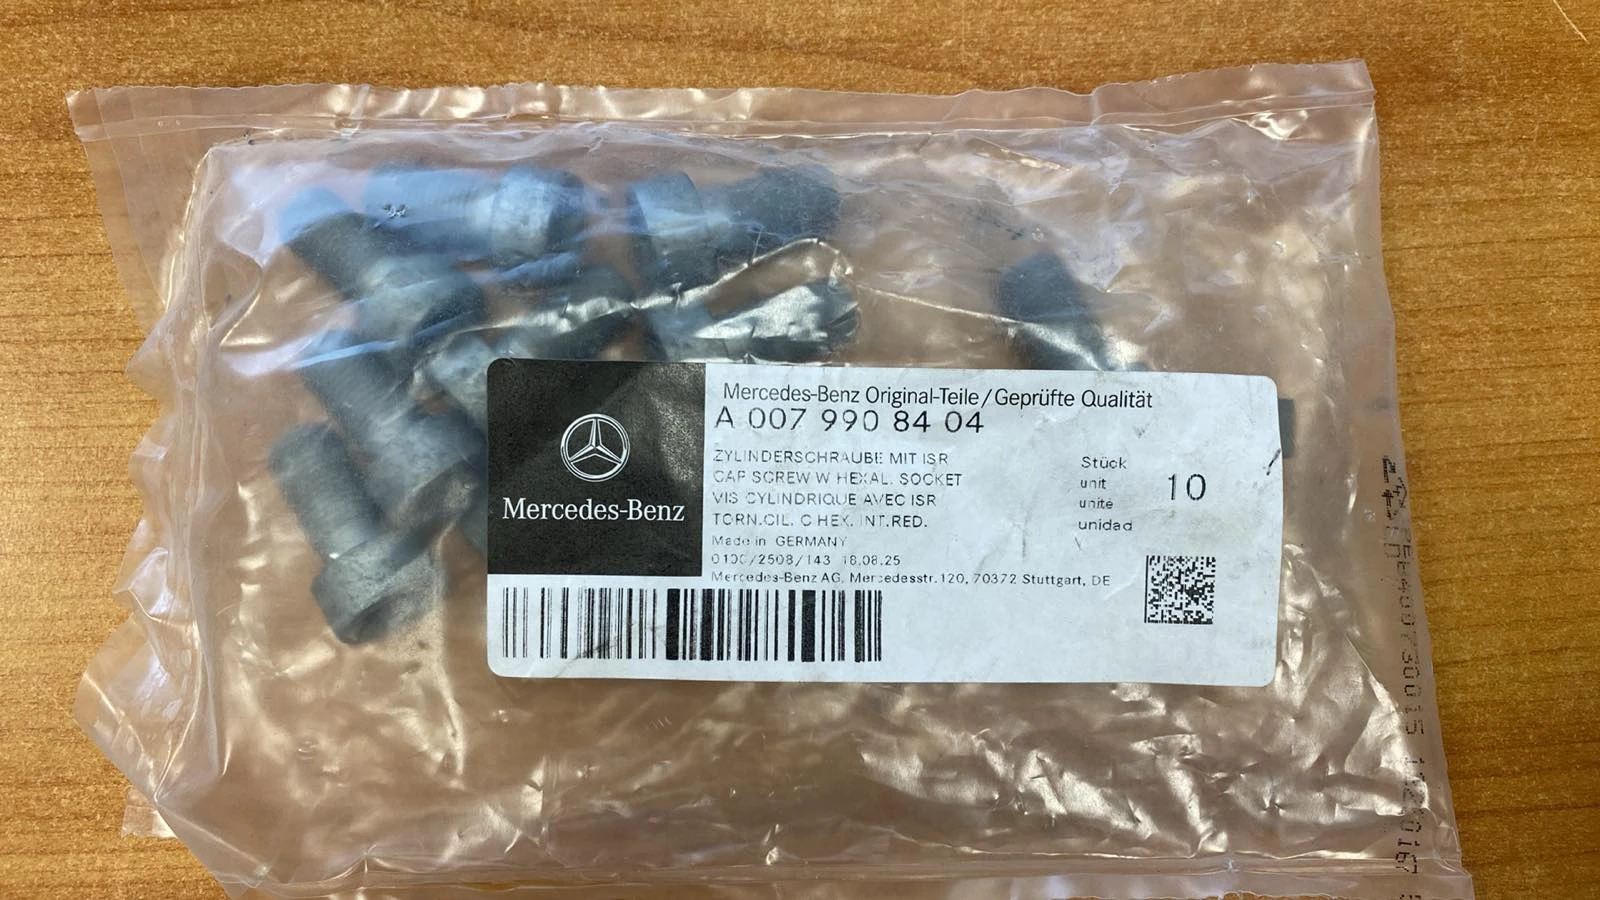 Mercedes-Benz Original-Teile/Geprüfte Qualität
A 007 990 84 04
ZYLINDERSCHRAUBE MIT ISR
CAP SCREW W HEXAL. SOCKET
VIS CYLINDRIQUE AVEC ISR
TORN.CIL. C HEX. INT.RED.
Made in GERMANY
0100/2508/143 18.08.25
Mercedes-Benz AG, Mercedesstr. 120, 70372 Stuttgart, DE
Stück
unit
unité
unidad
10
Mercedes-Benz